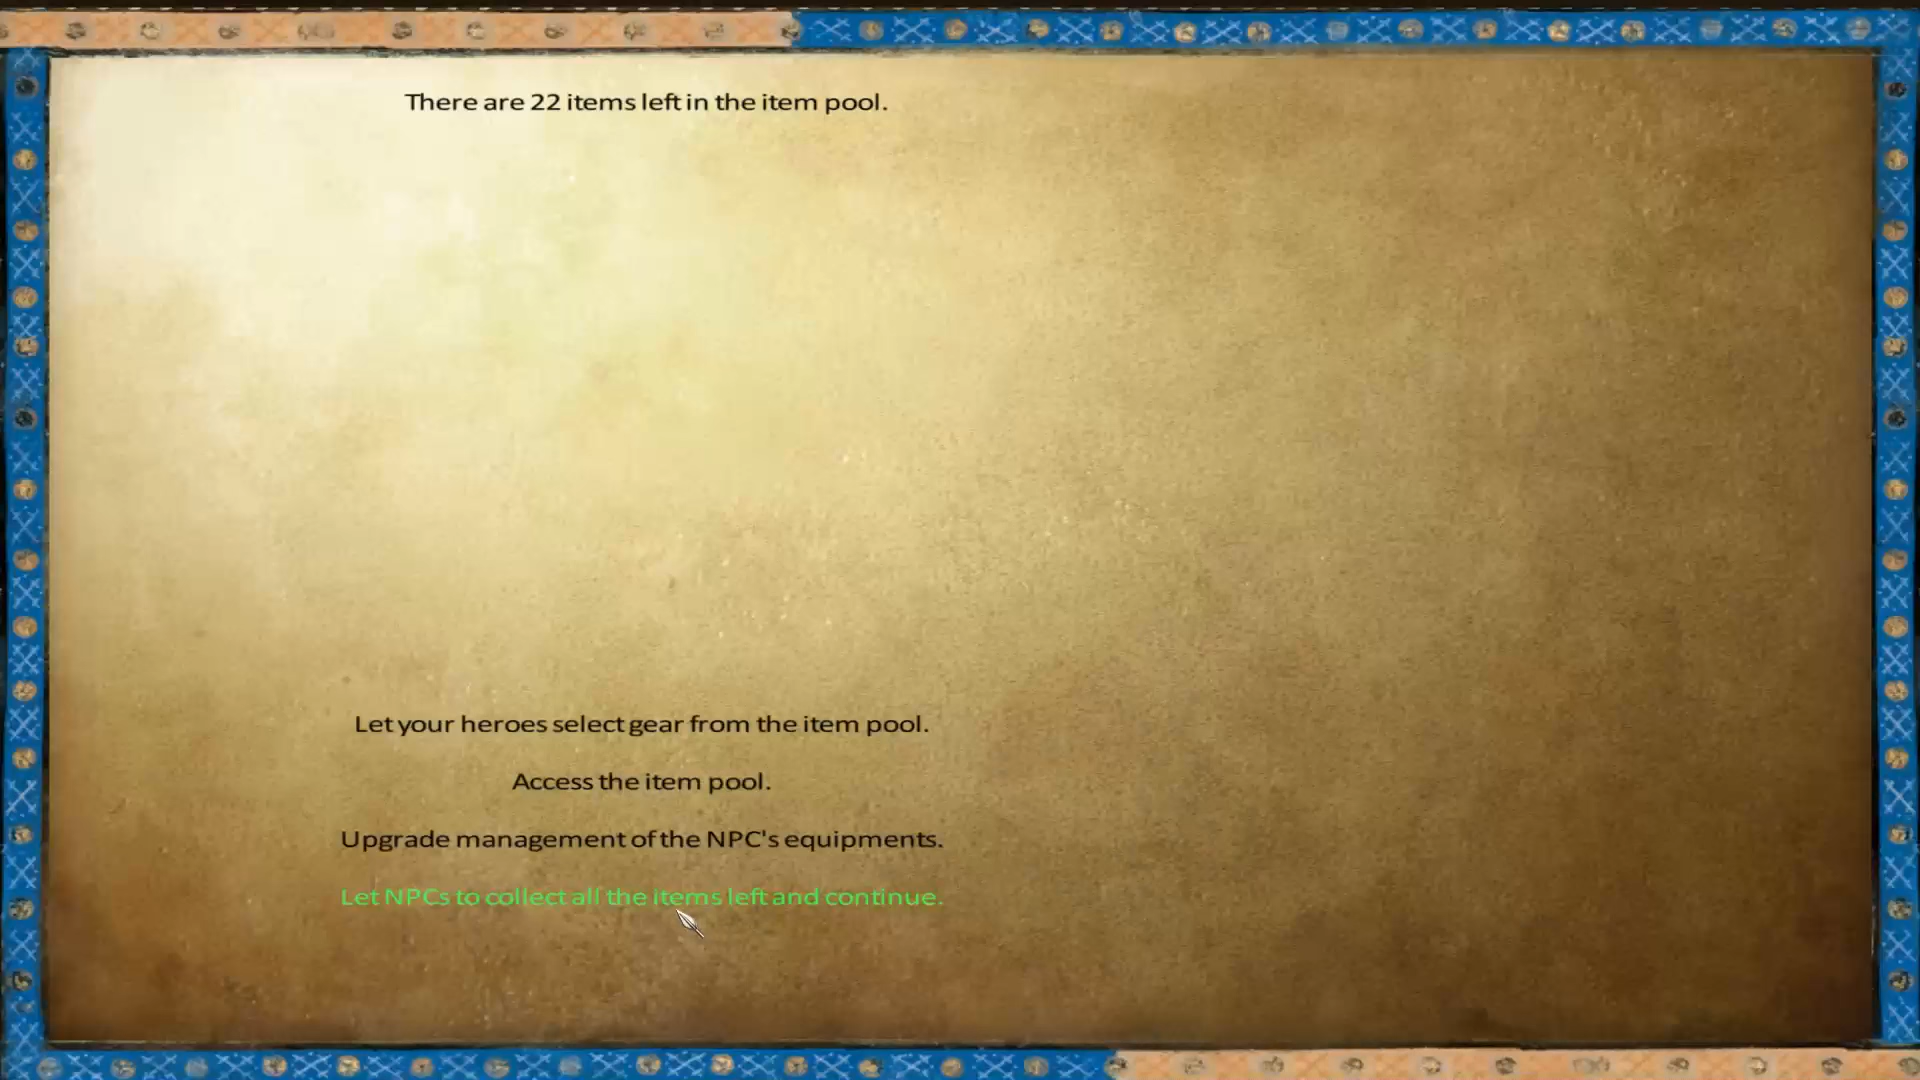 There are 22 items left in the item pool.
Let your heroes select gear from the item pool.
Access the item pool.
Upgrade management of the NPC's equipments.
Let NPCs to collect all the items left and continue.